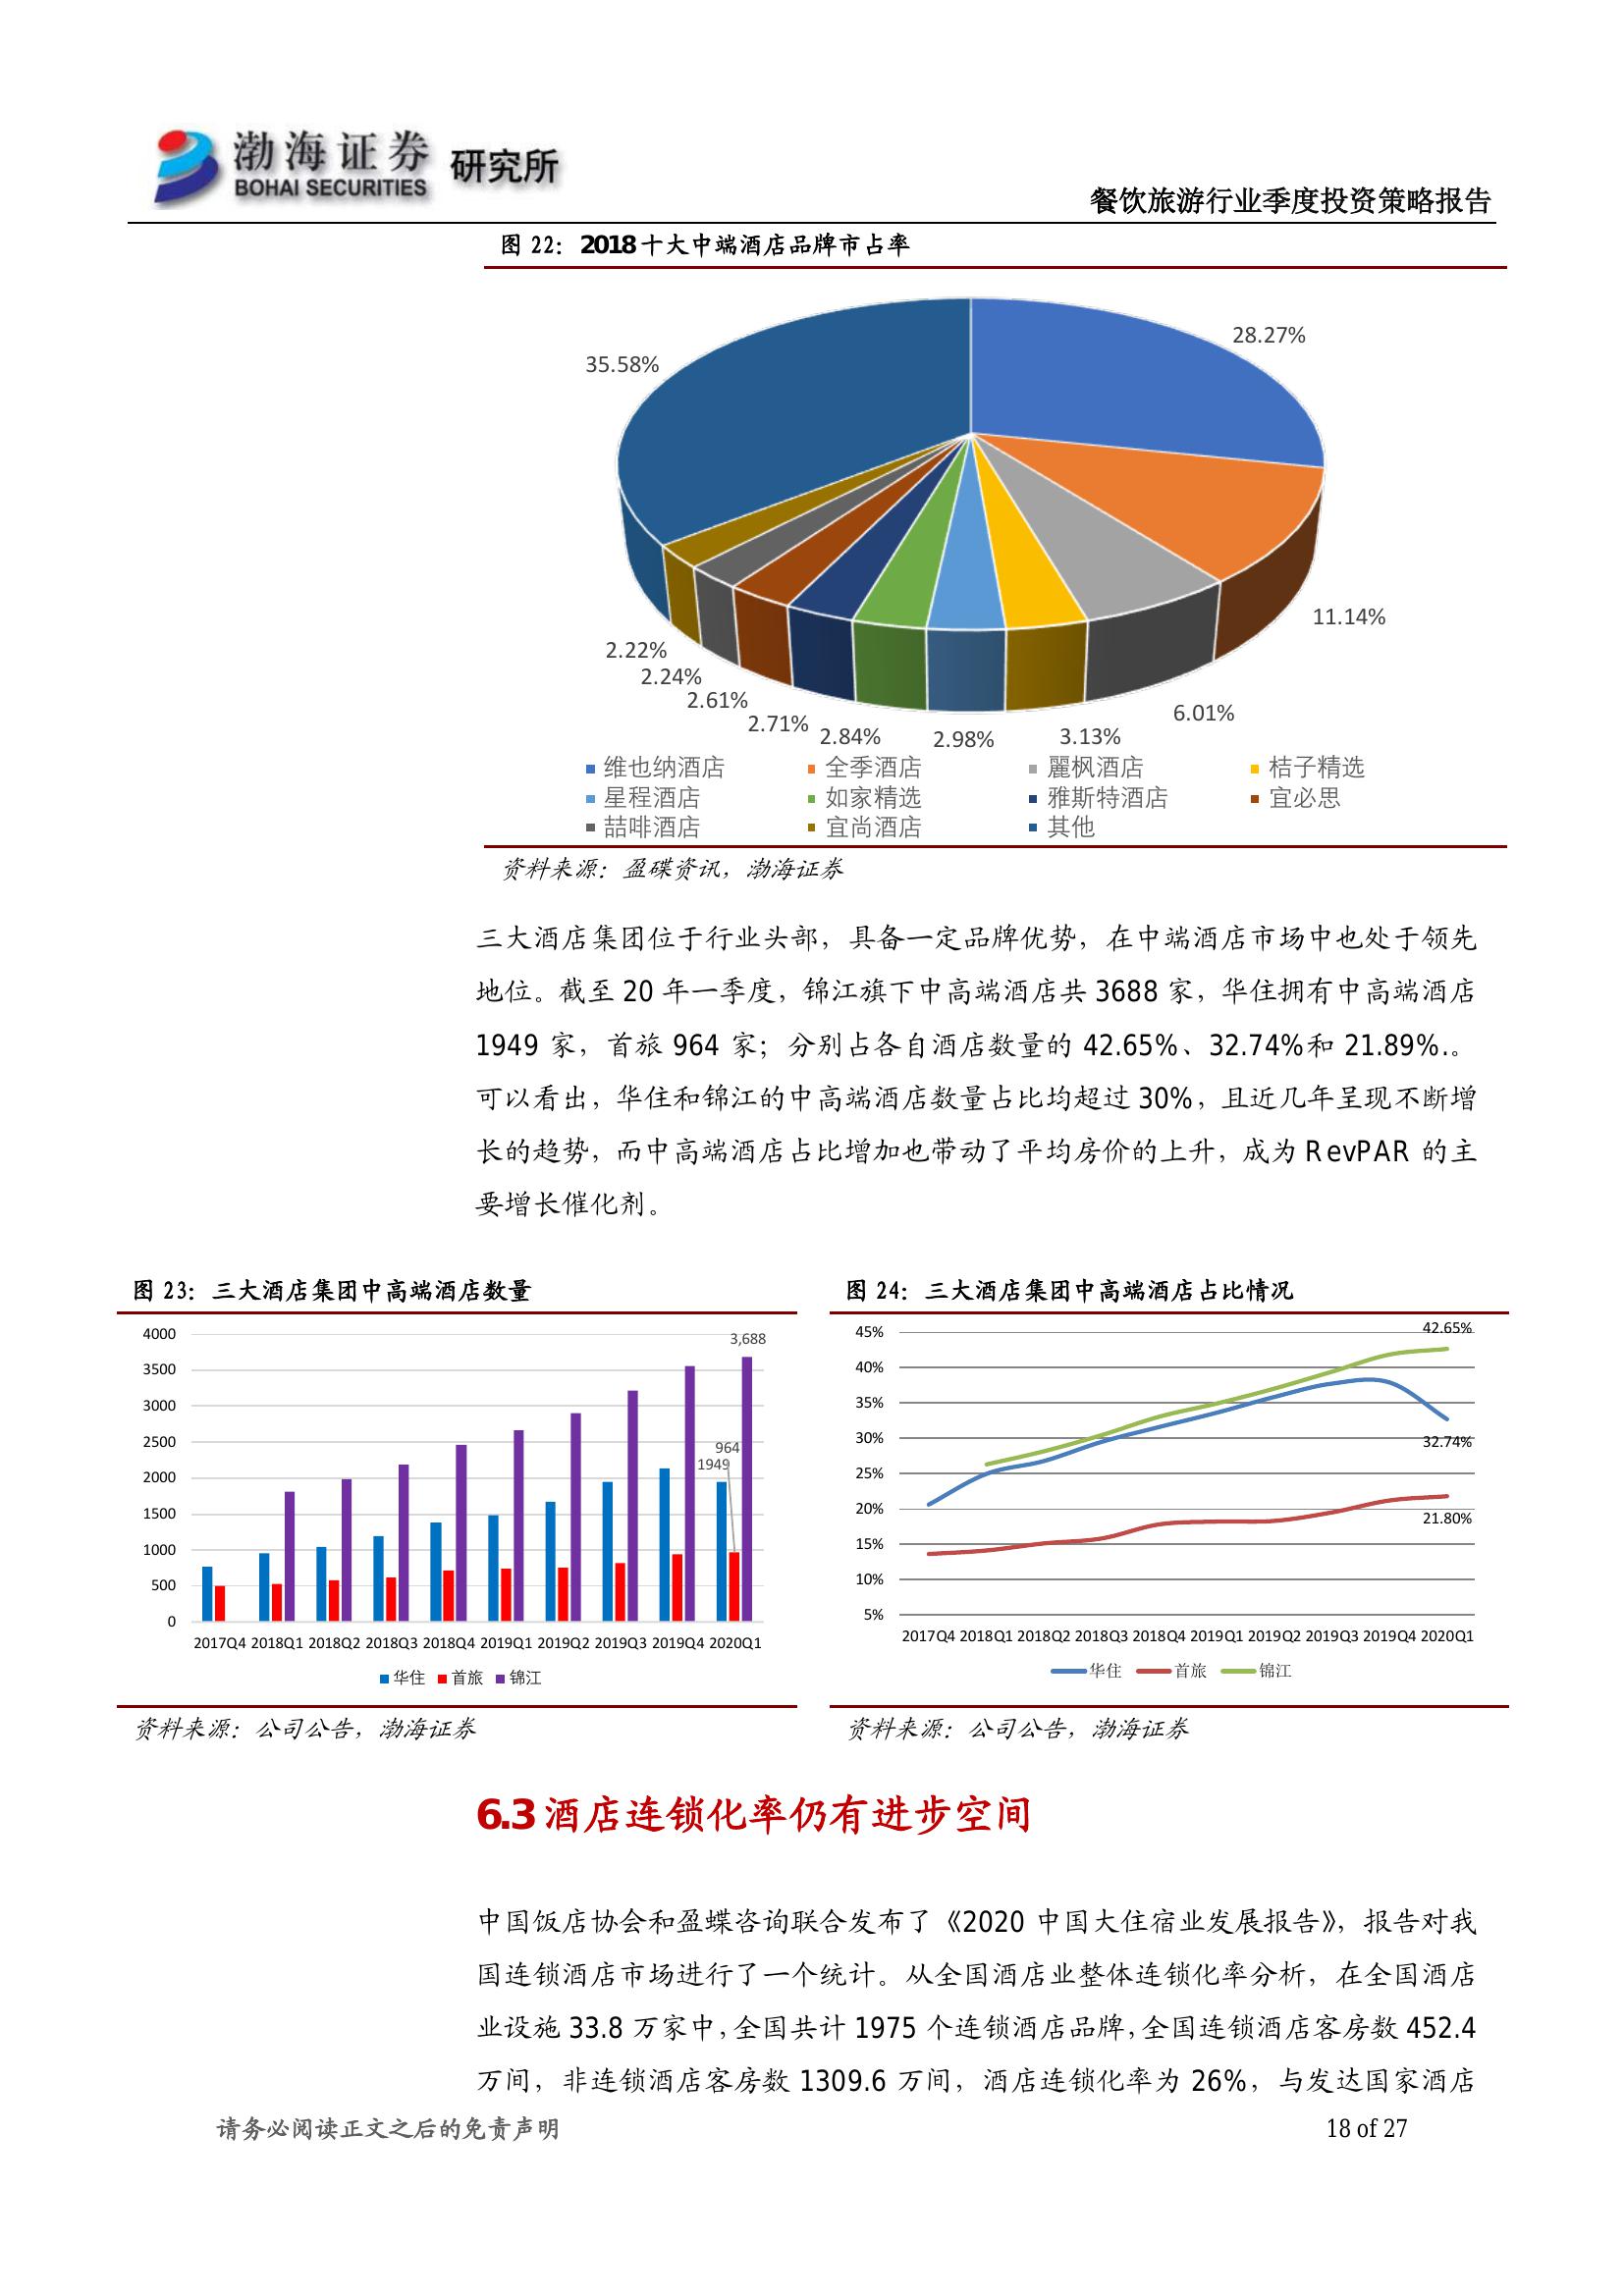 渤海证券 研究所
BOHAI SECURITIES
餐饮旅游行业季度投资策略报告
图 22：2018 十大中端酒店品牌市占率
28.27%
35.58%
11.14%
2.22%
2.24%
2.61%
6.01%
2.71%
2.84%
2.98%
3.13%
维也纳酒店 全季酒店 麗枫酒店 桔子精选
星程酒店 如家精选 雅斯特酒店 宜必思
喆啡酒店 宜尚酒店 其他
资料来源：盈碟资讯，渤海证券
三大酒店集团位于行业头部，具备一定品牌优势，在中端酒店市场中也处于领先
地位。截至 20 年一季度，锦江旗下中高端酒店共 3688 家，华住拥有中高端酒店
1949 家，首旅 964 家；分别占各自酒店数量的 42.65%、32.74%和 21.89%.。
可以看出，华住和锦江的中高端酒店数量占比均超过 30%，且近几年呈现不断增
长的趋势，而中高端酒店占比增加也带动了平均房价的上升，成为 RevPAR 的主
要增长催化剂。
图 23：三大酒店集团中高端酒店数量
4000
3,688
3500
3000
2500
964
1949
2000
1500
1000
500
0
2017Q4 2018Q1 2018Q2 2018Q3 2018Q4 2019Q1 2019Q2 2019Q3 2019Q4 2020Q1
华住 首旅 锦江
资料来源：公司公告，渤海证券
图 24：三大酒店集团中高端酒店占比情况
45%
42.65%
40%
35%
30%
32.74%
25%
20%
21.80%
15%
10%
5%
2017Q4 2018Q1 2018Q2 2018Q3 2018Q4 2019Q1 2019Q2 2019Q3 2019Q4 2020Q1
华住 首旅 锦江
资料来源：公司公告，渤海证券
6.3 酒店连锁化率仍有进步空间
中国饭店协会和盈蝶咨询联合发布了《2020 中国大住宿业发展报告》，报告对我
国连锁酒店市场进行了一个统计。从全国酒店业整体连锁化率分析，在全国酒店
业设施 33.8 万家中，全国共计 1975 个连锁酒店品牌，全国连锁酒店客房数 452.4
万间，非连锁酒店客房数 1309.6 万间，酒店连锁化率为 26%，与发达国家酒店
请务必阅读正文之后的免责声明
18 of 27